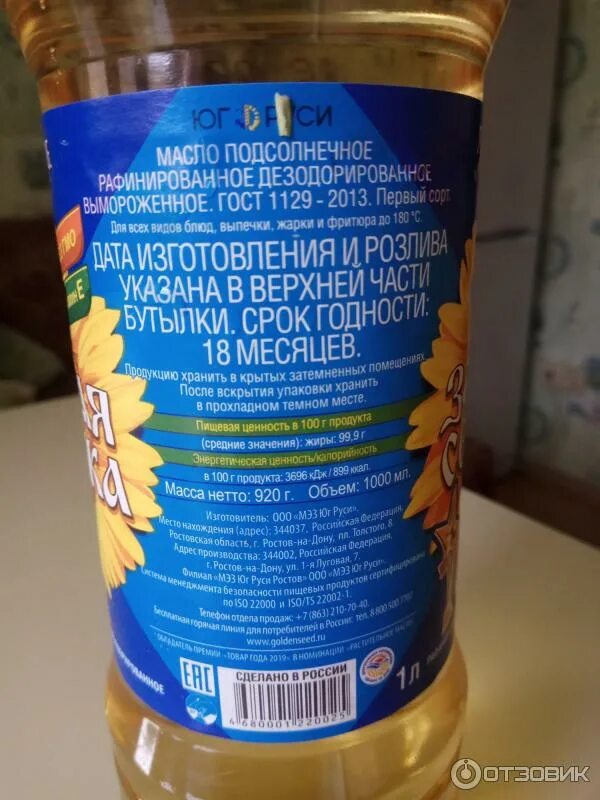 ЮГ РУСИ
МАСЛО ПОДСОЛНЕЧНОЕ
РАФИНИРОВАННОЕ ДЕЗОДОРИРОВАННОЕ
ВЫМОРОЖЕННОЕ. ГОСТ 1129 - 2013. Первый сорт.
Для всех видов блюд, выпечки, жарки и фритюра до 180 °С.
ДАТА ИЗГОТОВЛЕНИЯ И РОЗЛИВА
УКАЗАНА В ВЕРХНЕЙ ЧАСТИ
БУТЫЛКИ. СРОК ГОДНОСТИ:
18 МЕСЯЦЕВ.
Продукцию хранить в крытых затемненных помещениях.
После вскрытия упаковки хранить
в прохладном темном месте.
Пищевая ценность в 100 г продукта
(средние значения): жиры: 99,9 г
Энергетическая ценность/калорийность
в 100 г продукта: 3696 кДж / 899 ккал.
Масса нетто: 920 г. Объем: 1000 мл.
Изготовитель: ООО «МЭЗ Юг Руси».
Место нахождения (адрес): 344037, Российская Федерация,
Ростовская область, г. Ростов-на-Дону, пл. Толстого, 8.
Адрес производства: 344002, Российская Федерация,
г. Ростов-на-Дону, ул. 1-я Луговая, 7.
Филиал «МЭЗ Юг Руси Ростов» ООО «МЭЗ Юг Руси».
Система менеджмента безопасности пищевых продуктов сертифицирована
по ISO 22000 и ISO/TS 22002-1.
Телефон отдела продаж: +7 (863) 210-70-40.
Бесплатная горячая линия для потребителей в России: тел. 8 800 500 7707
www.goldenseed.ru
ОБЛАДАТЕЛЬ ПРЕМИИ «ТОВАР ГОДА 2019» В НОМИНАЦИИ «РАСТИТЕЛЬНОЕ МАСЛО»
EAC
СДЕЛАНО В РОССИИ
4 680001 220025
1 л
ОТЗОВИК